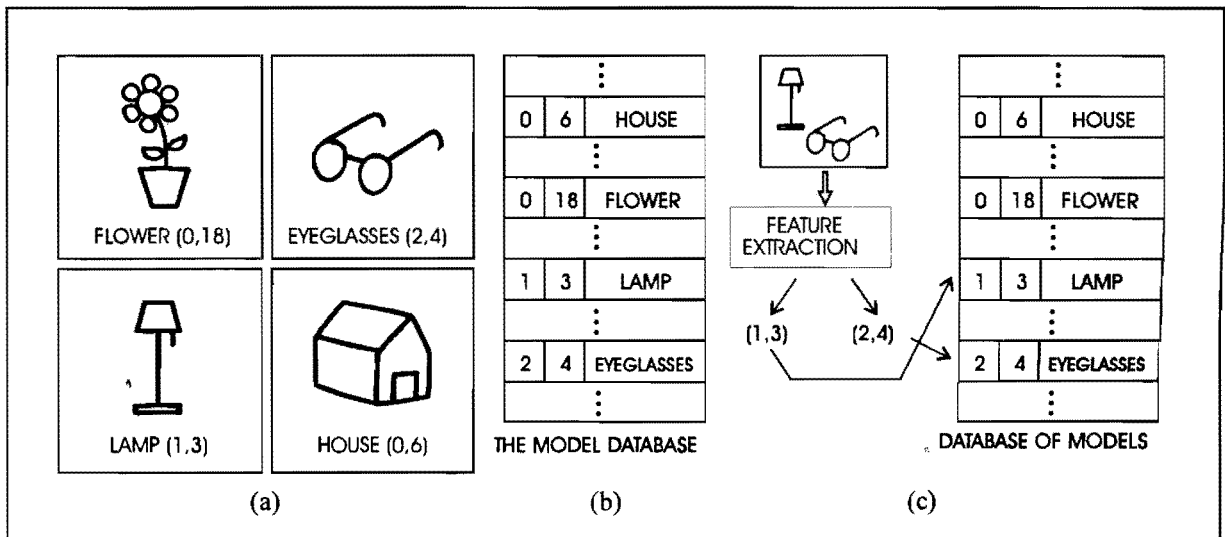 FLOWER (0,18)
EYEGLASSES (2,4)
LAMP (1,3)
HOUSE (0,6)
(a)
0 6 HOUSE
0 18 FLOWER
1 3 LAMP
2 4 EYEGLASSES
THE MODEL DATABASE
(b)
FEATURE
EXTRACTION
(1,3) (2,4)
0 6 HOUSE
0 18 FLOWER
1 3 LAMP
2 4 EYEGLASSES
DATABASE OF MODELS
(c)